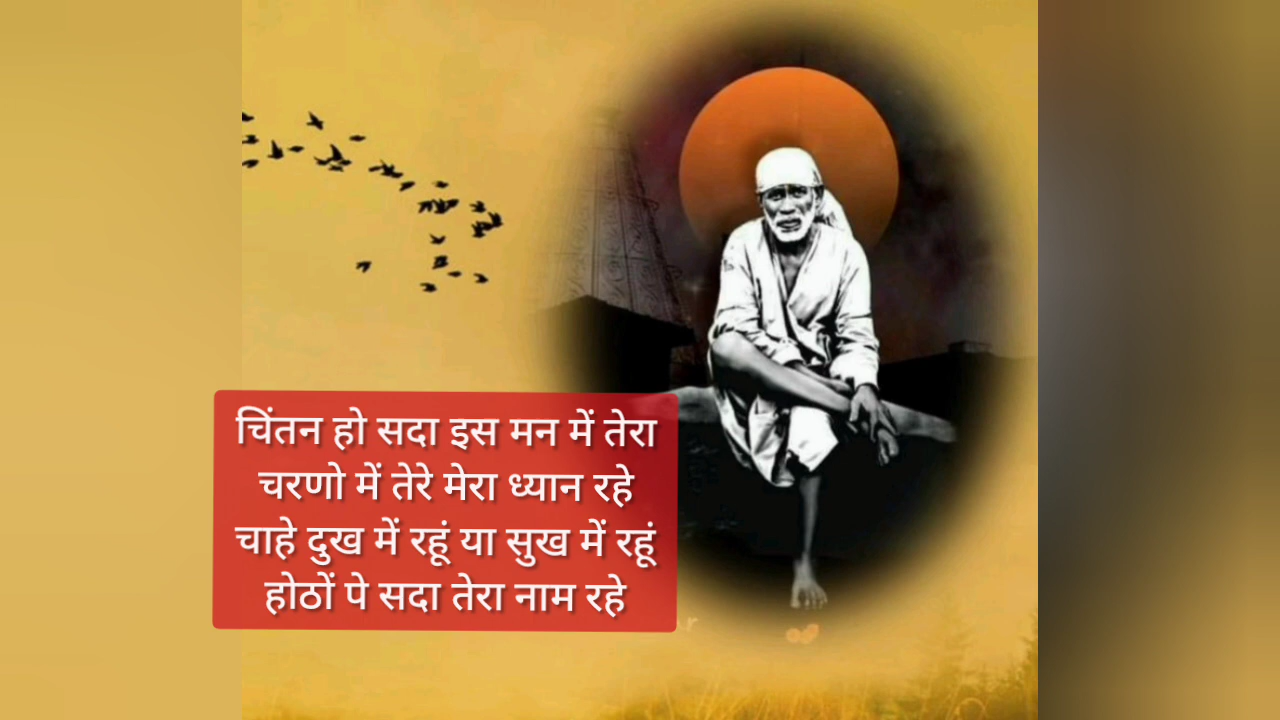 चिंतन हो सदा इस मन में तेरा
चरणो में तेरे मेरा ध्यान रहे
चाहे दुख में रहूं या सुख में रहूं
होठों पे सदा तेरा नाम रहे